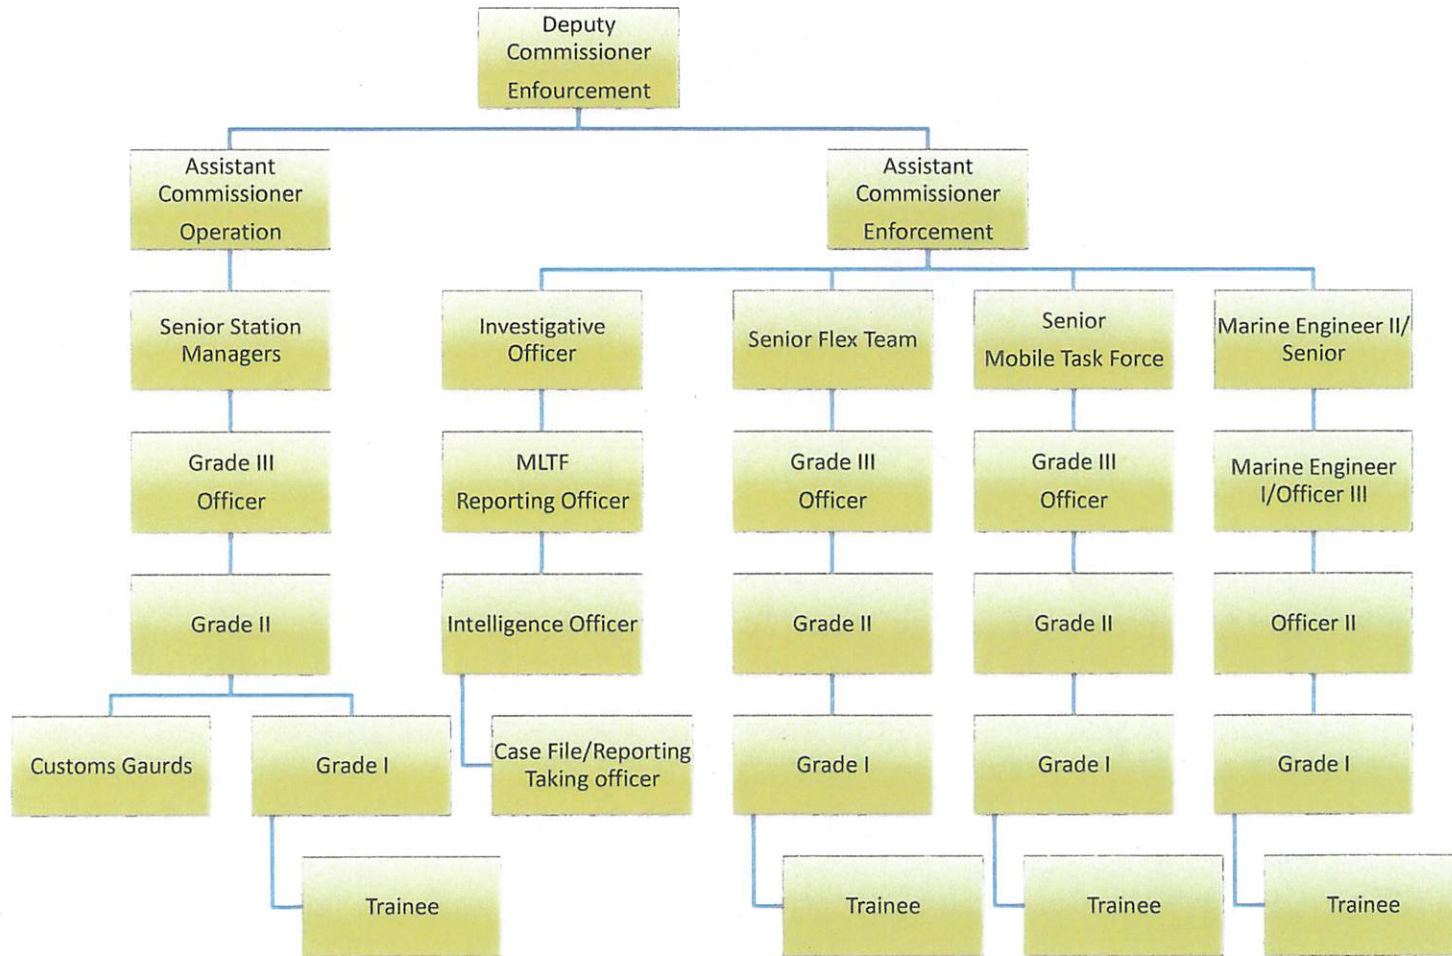 Deputy
Commissioner
Enfourcement
Assistant
Commissioner
Operation
Assistant
Commissioner
Enforcement
Senior Station
Managers
Investigative
Officer
Senior Flex Team
Senior
Mobile Task Force
Marine Engineer II/
Senior
Grade III
Officer
MLTF
Reporting Officer
Grade III
Officer
Grade III
Officer
Marine Engineer
I/Officer III
Grade II
Intelligence Officer
Grade II
Grade II
Officer II
Customs Gaurds
Grade I
Case File/Reporting
Taking officer
Grade I
Grade I
Grade I
Trainee
Trainee
Trainee
Trainee